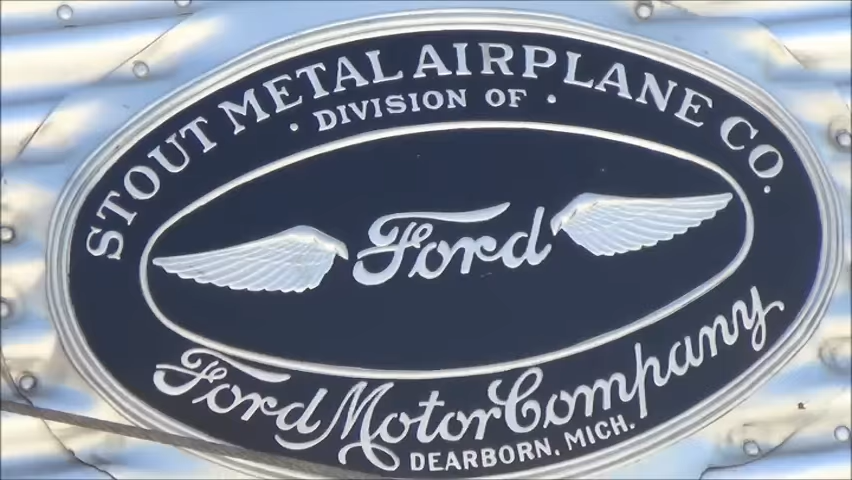 STOUT METAL AIRPLANE CO.
• DIVISION OF •
Ford
Ford Motor Company
DEARBORN, MICH.